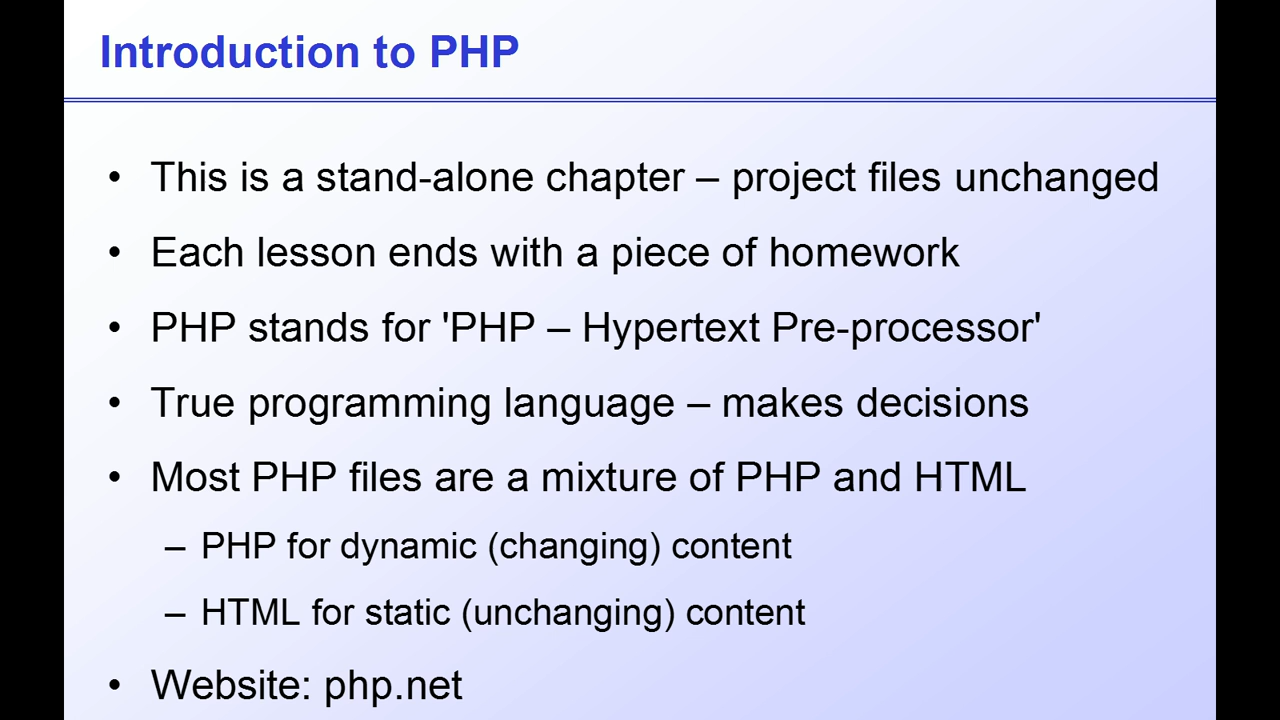 Introduction to PHP
• This is a stand-alone chapter – project files unchanged
• Each lesson ends with a piece of homework
• PHP stands for 'PHP – Hypertext Pre-processor'
• True programming language – makes decisions
• Most PHP files are a mixture of PHP and HTML
– PHP for dynamic (changing) content
– HTML for static (unchanging) content
• Website: php.net